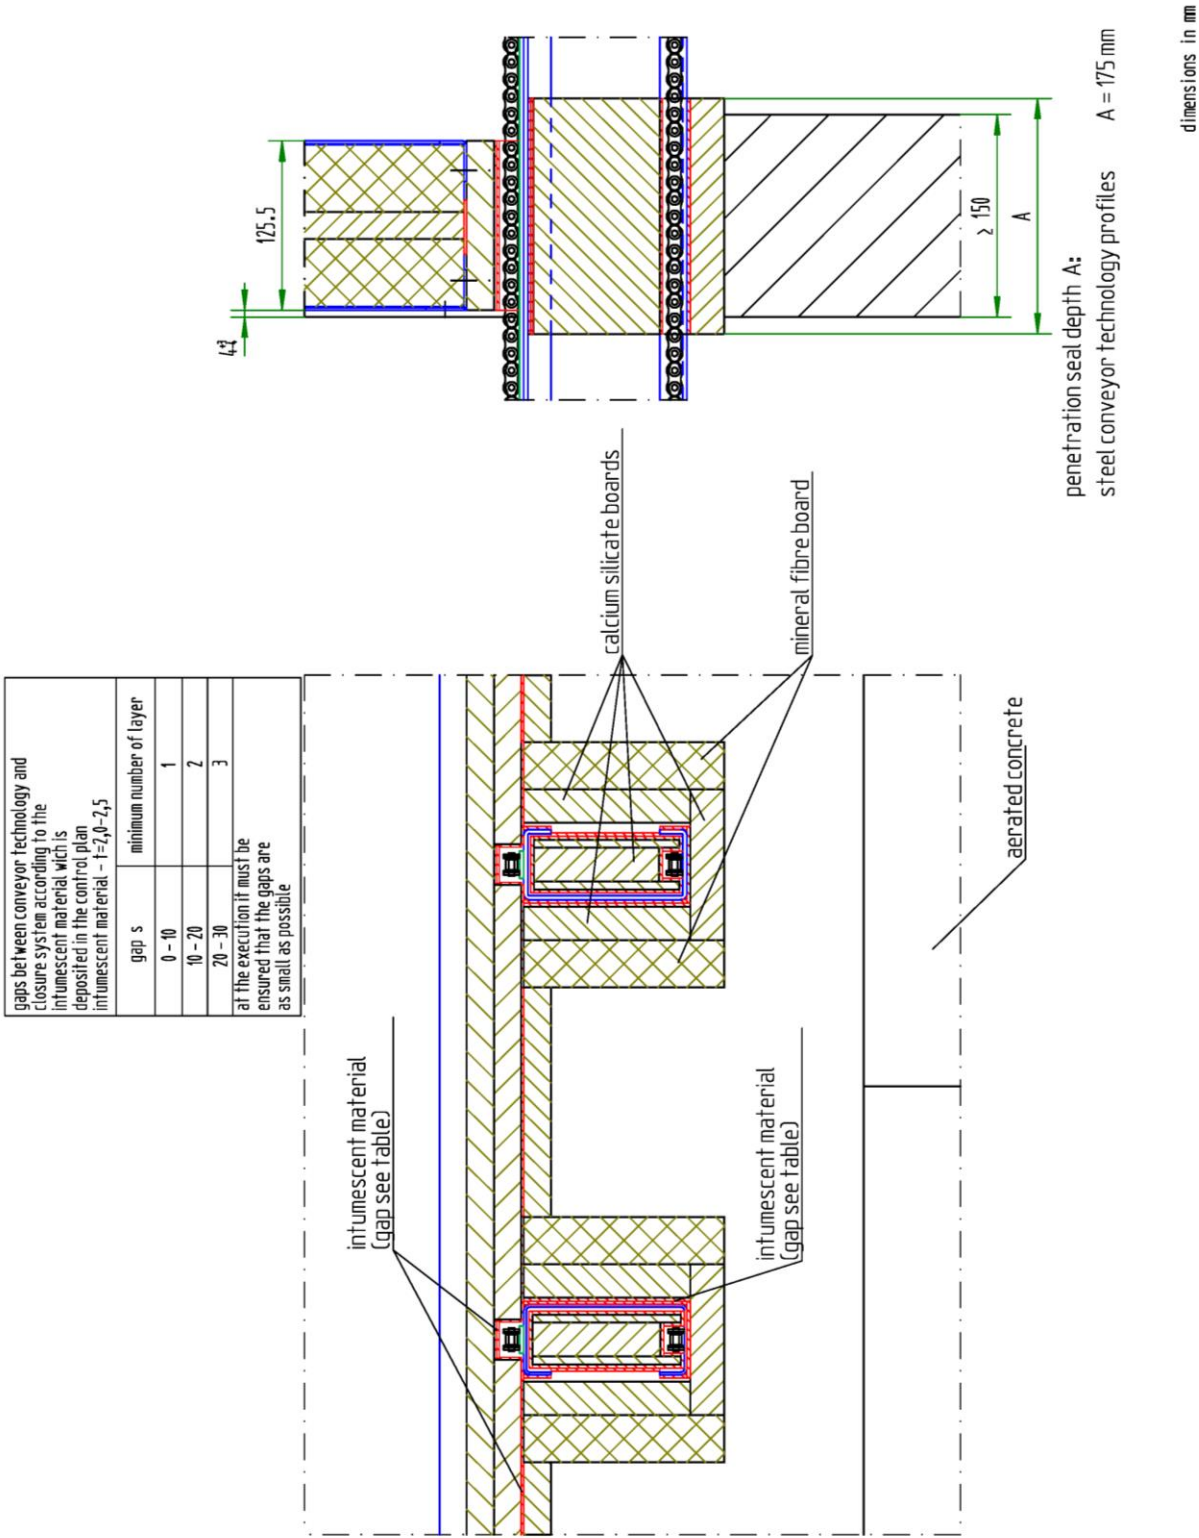 gaps between conveyor technology and
closure system according to the
intumescent material wich is
deposited in the control plan
intumescent material - t=2,0-2,5
gap s minimum number of layer
0 - 10 1
10 - 20 2
20 - 30 3
at the execution it must be
ensured that the gaps are
as small as possible
intumescent material
(gap see table)
intumescent material
(gap see table)
calcium silicate boards
mineral fibre board
aerated concrete
125.5
≥ 150
A
penetration seal depth A:
steel conveyor technology profiles A = 175 mm
dimensions in mm